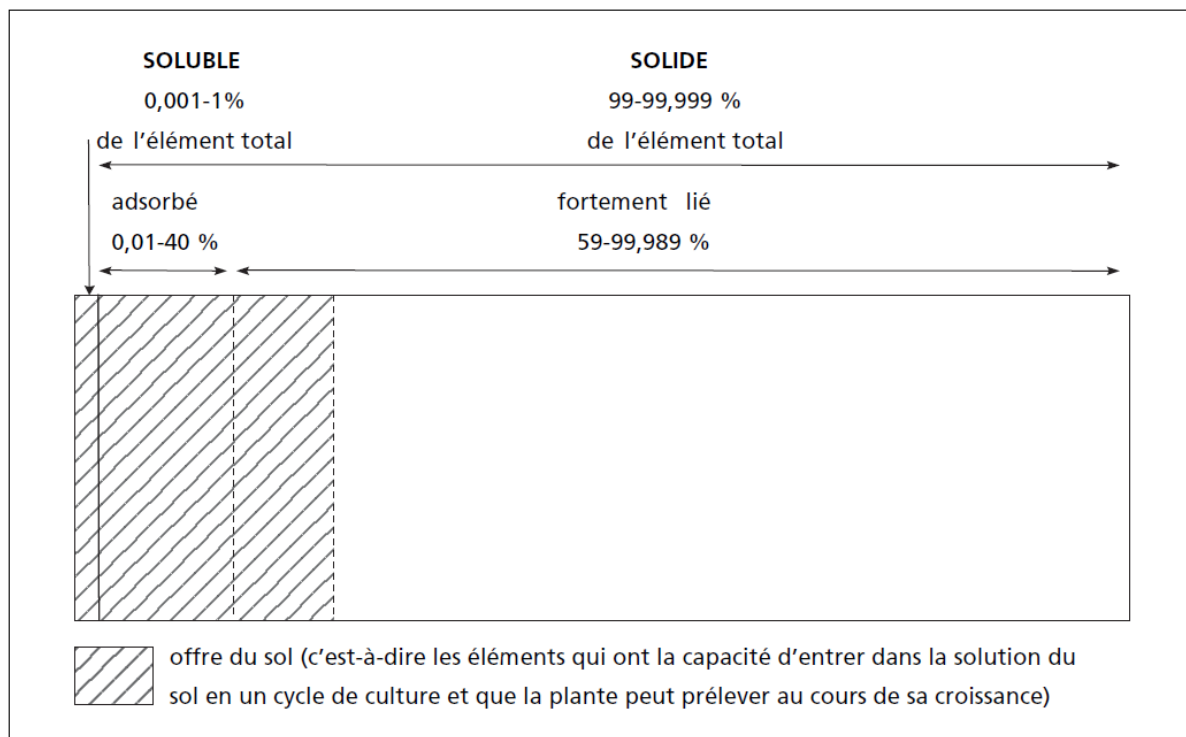 SOLUBLE
0,001-1%
de l'élément total
SOLIDE
99-99,999 %
de l'élément total
adsorbé
0,01-40 %
fortement lié
59-99,989 %
offre du sol (c'est-à-dire les éléments qui ont la capacité d'entrer dans la solution du
sol en un cycle de culture et que la plante peut prélever au cours de sa croissance)